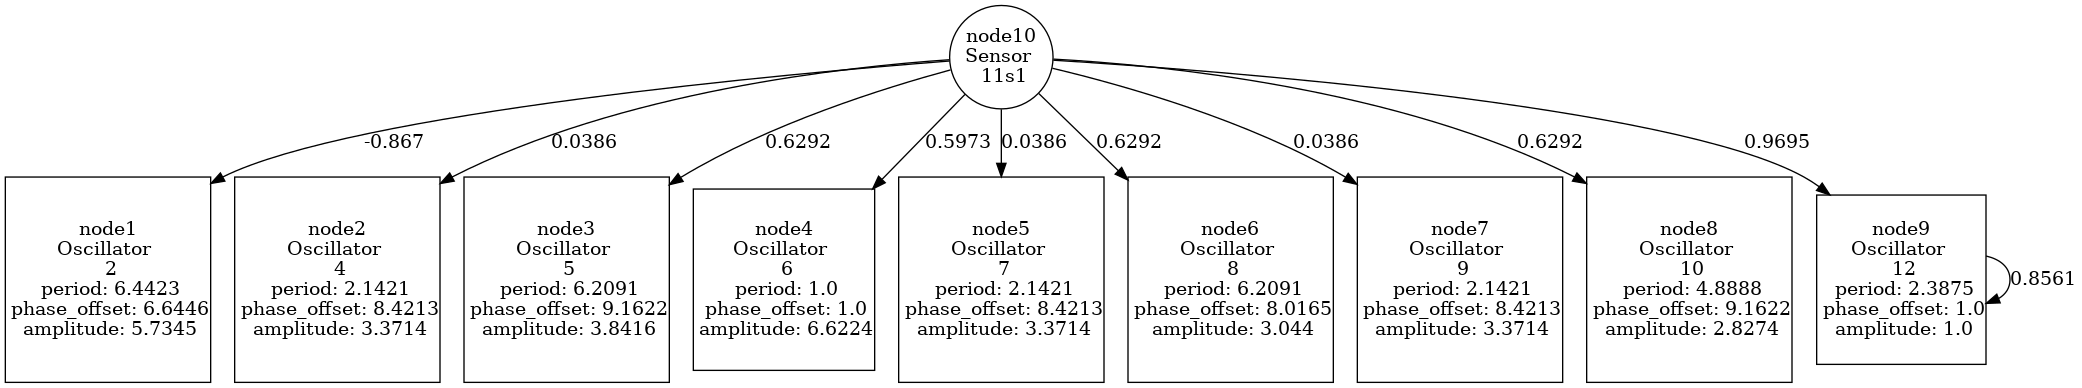 node10
Sensor
11s1
-0.867
0.0386
0.6292
0.5973
0.0386
0.6292
0.0386
0.6292
0.9695
node1
Oscillator
2
period: 6.4423
phase_offset: 6.6446
amplitude: 5.7345
node2
Oscillator
4
period: 2.1421
phase_offset: 8.4213
amplitude: 3.3714
node3
Oscillator
5
period: 6.2091
phase_offset: 9.1622
amplitude: 3.8416
node4
Oscillator
6
period: 1.0
phase_offset: 1.0
amplitude: 6.6224
node5
Oscillator
7
period: 2.1421
phase_offset: 8.4213
amplitude: 3.3714
node6
Oscillator
8
period: 6.2091
phase_offset: 8.0165
amplitude: 3.044
node7
Oscillator
9
period: 2.1421
phase_offset: 8.4213
amplitude: 3.3714
node8
Oscillator
10
period: 4.8888
phase_offset: 9.1622
amplitude: 2.8274
node9
Oscillator
12
period: 2.3875
phase_offset: 1.0
amplitude: 1.0
0.8561